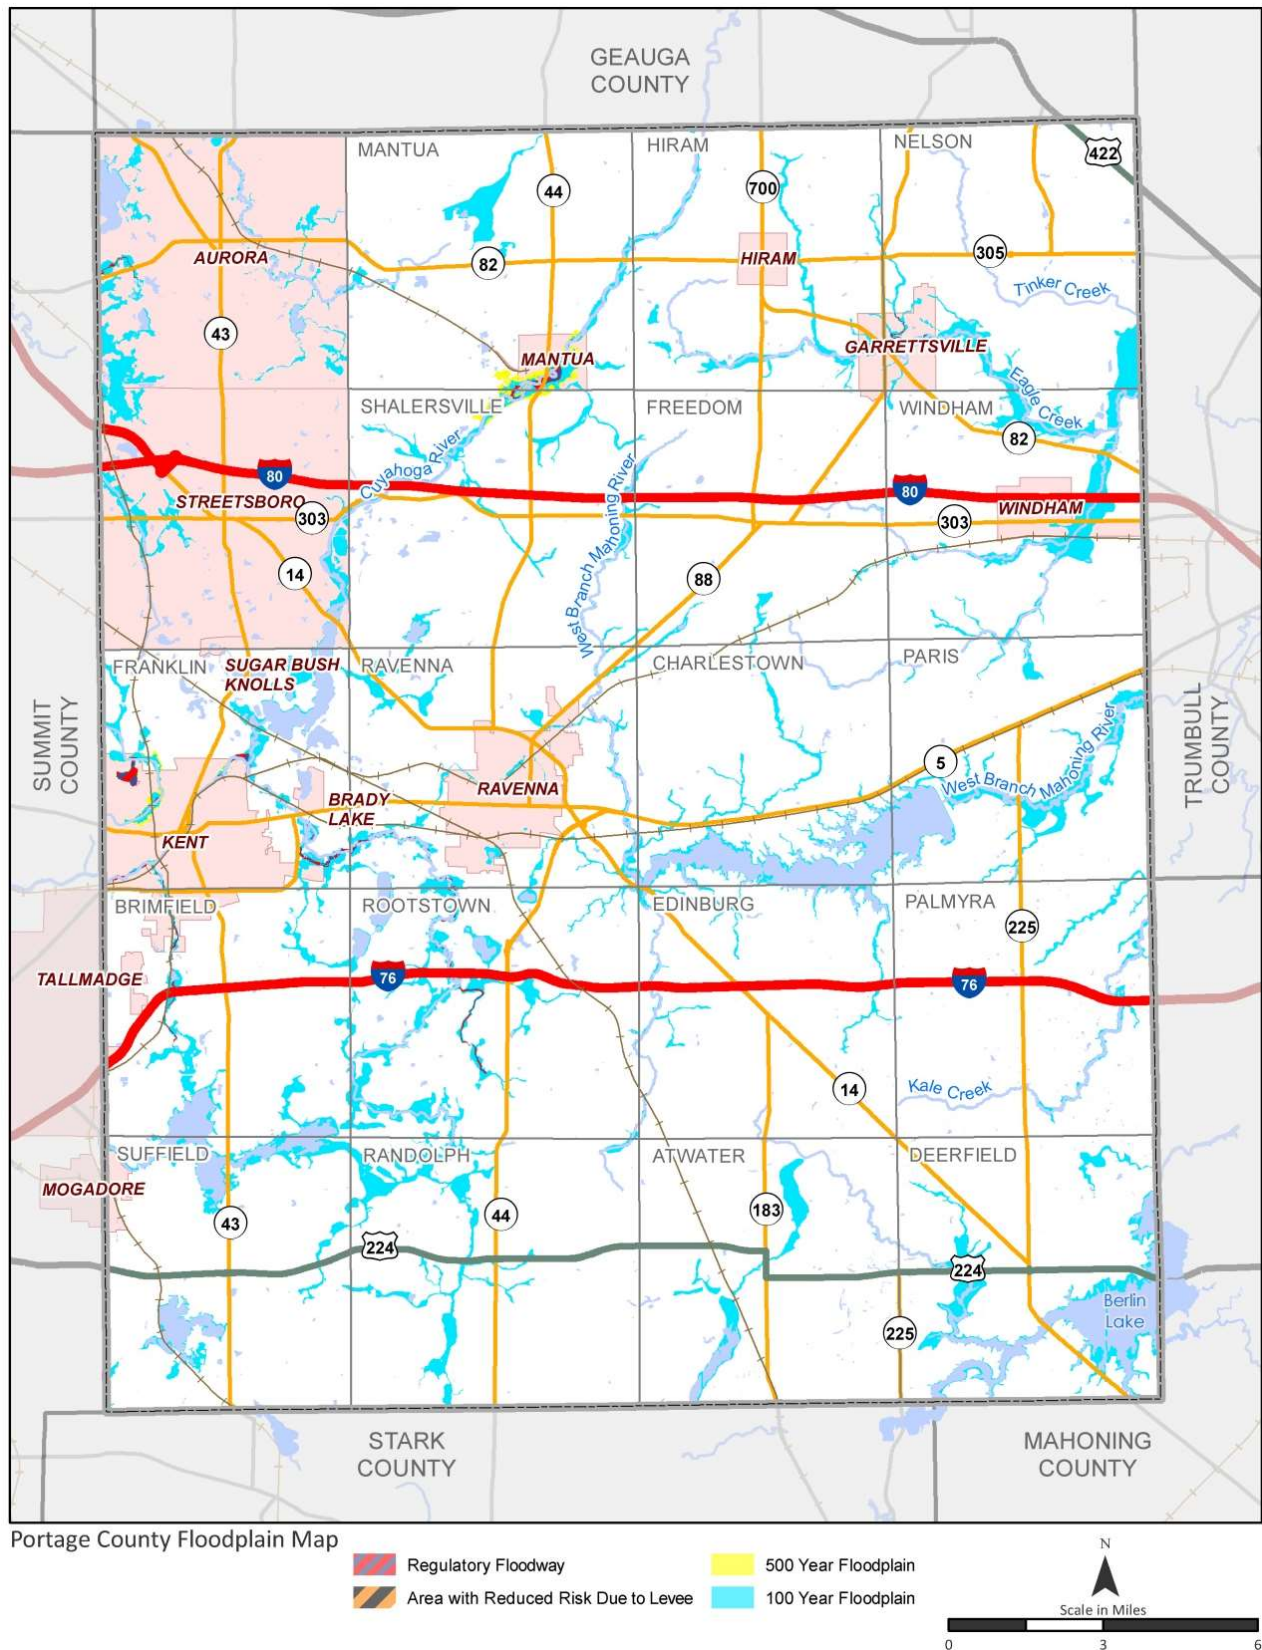 GEAUGA
COUNTY
MANTUA
HIRAM
NELSON
422
44
700
AURORA
82
HIRAM
305
Tinker Creek
43
MANTUA
GARRETTSVILLE
Eagle Creek
SHALERSVILLE
FREEDOM
WINDHAM
82
Cuyahoga River
80
80
STREETSBORO
303
West Branch Mahoning River
303
WINDHAM
14
88
FRANKLIN
SUGAR BUSH
KNOLLS
RAVENNA
CHARLESTOWN
PARIS
SUMMIT
COUNTY
TRUMBULL
COUNTY
5
West Branch Mahoning River
RAVENNA
BRADY
LAKE
KENT
BRIMFIELD
ROOTSTOWN
EDINBURG
PALMYRA
225
TALLMADGE
76
76
14
Kale Creek
SUFFIELD
RANDOLPH
ATWATER
DEERFIELD
MOGADORE
43
44
183
224
224
Berlin
Lake
225
STARK
COUNTY
MAHONING
COUNTY
Portage County Floodplain Map
Regulatory Floodway
500 Year Floodplain
Area with Reduced Risk Due to Levee
100 Year Floodplain
N
Scale in Miles
0 3 6